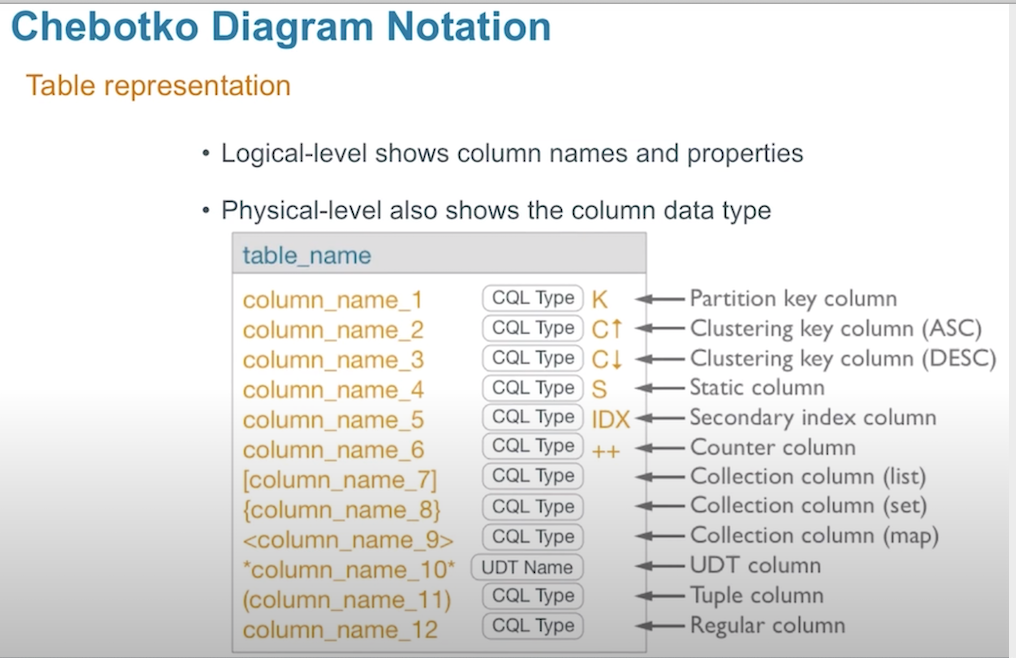 Chebotko Diagram Notation
Table representation
• Logical-level shows column names and properties
• Physical-level also shows the column data type
table_name
column_name_1 CQL Type K Partition key column
column_name_2 CQL Type C↑ Clustering key column (ASC)
column_name_3 CQL Type C↓ Clustering key column (DESC)
column_name_4 CQL Type S Static column
column_name_5 CQL Type IDX Secondary index column
column_name_6 CQL Type ++ Counter column
[column_name_7] CQL Type Collection column (list)
{column_name_8} CQL Type Collection column (set)
<column_name_9> CQL Type Collection column (map)
*column_name_10* UDT Name UDT column
(column_name_11) CQL Type Tuple column
column_name_12 CQL Type Regular column